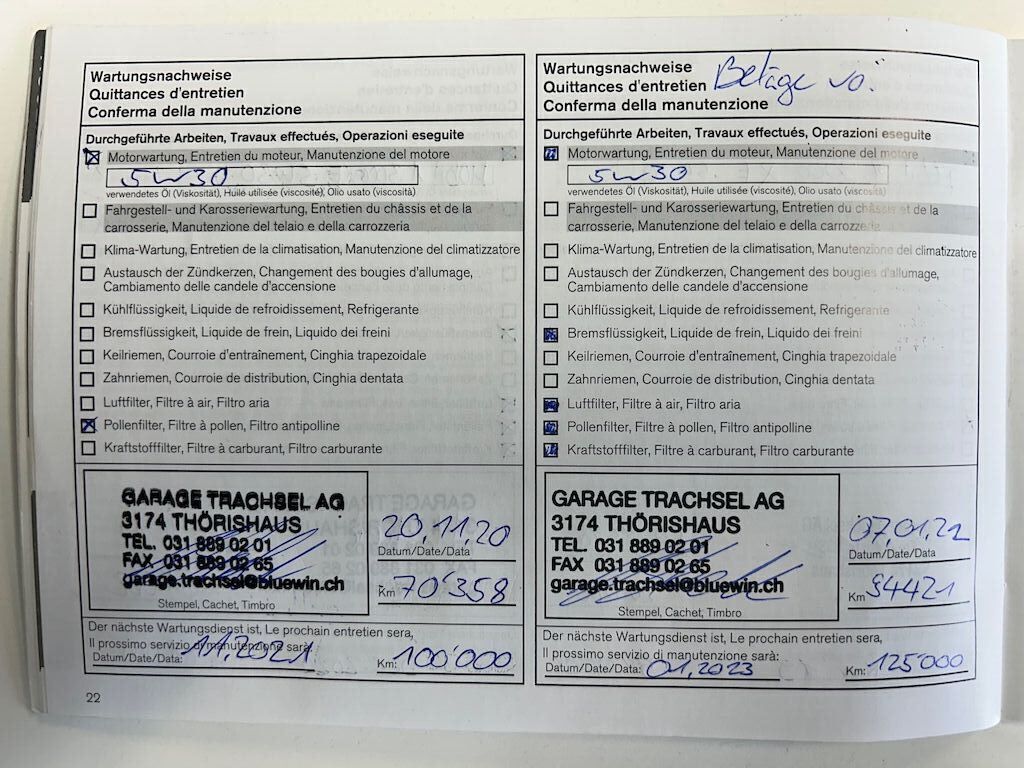 Wartungsnachweise
Quittances d'entretien
Conferma della manutenzione
Durchgeführte Arbeiten, Travaux effectués, Operazioni eseguite
Motorwartung, Entretien du moteur, Manutenzione del motore
5W30
verwendetes Öl (Viskosität), Huile utilisée (viscosité), Olio usato (viscosità)
Fahrgestell- und Karosseriewartung, Entretien du châssis et de la
carrosserie, Manutenzione del telaio e della carrozzeria
Klima-Wartung, Entretien de la climatisation, Manutenzione del climatizzatore
Austausch der Zündkerzen, Changement des bougies d'allumage,
Cambiamento delle candele d'accensione
Kühlflüssigkeit, Liquide de refroidissement, Refrigerante
Bremsflüssigkeit, Liquide de frein, Liquido dei freini
Keilriemen, Courroie d'entraînement, Cinghia trapezoidale
Zahnriemen, Courroie de distribution, Cinghia dentata
Luftfilter, Filtre à air, Filtro aria
Pollenfilter, Filtre à pollen, Filtro antipolline
Kraftstofffilter, Filtre à carburant, Filtro carburante
GARAGE TRACHSEL AG
3174 THÖRISHAUS
TEL. 031 889 02 01
FAX 031 889 02 65
garage.trachsel@bluewin.ch
Stempel, Cachet, Timbro
20.11.20
Datum/Date/Data
Km 70'358
Der nächste Wartungsdienst ist, Le prochain entretien sera,
Il prossimo servizio di manutenzione sarà:
Datum/Date/Data: 11.2021 Km: 100'000
22
Wartungsnachweise
Quittances d'entretien Beläge vo.
Conferma della manutenzione
Durchgeführte Arbeiten, Travaux effectués, Operazioni eseguite
Motorwartung, Entretien du moteur, Manutenzione del motore
5W30
verwendetes Öl (Viskosität), Huile utilisée (viscosité), Olio usato (viscosità)
Fahrgestell- und Karosseriewartung, Entretien du châssis et de la
carrosserie, Manutenzione del telaio e della carrozzeria
Klima-Wartung, Entretien de la climatisation, Manutenzione del climatizzatore
Austausch der Zündkerzen, Changement des bougies d'allumage,
Cambiamento delle candele d'accensione
Kühlflüssigkeit, Liquide de refroidissement, Refrigerante
Bremsflüssigkeit, Liquide de frein, Liquido dei freini
Keilriemen, Courroie d'entraînement, Cinghia trapezoidale
Zahnriemen, Courroie de distribution, Cinghia dentata
Luftfilter, Filtre à air, Filtro aria
Pollenfilter, Filtre à pollen, Filtro antipolline
Kraftstofffilter, Filtre à carburant, Filtro carburante
GARAGE TRACHSEL AG
3174 THÖRISHAUS
TEL. 031 889 02 01
FAX 031 889 02 65
garage.trachsel@bluewin.ch
Stempel, Cachet, Timbro
07.01.22
Datum/Date/Data
Km 94421
Der nächste Wartungsdienst ist, Le prochain entretien sera,
Il prossimo servizio di manutenzione sarà:
Datum/Date/Data: 01.2023 Km: 125'000